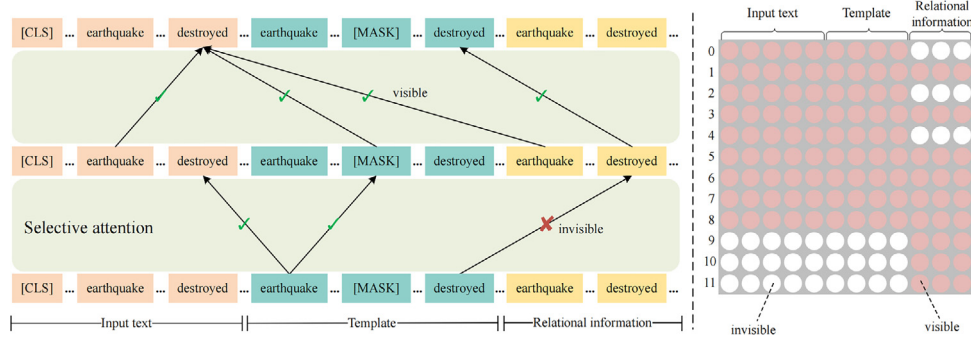 [CLS] ... earthquake ... destroyed ... earthquake ... [MASK] ... destroyed ... earthquake ... destroyed ...
visible
[CLS] ... earthquake ... destroyed ... earthquake ... [MASK] ... destroyed ... earthquake ... destroyed ...
Selective attention
invisible
[CLS] ... earthquake ... destroyed ... earthquake ... [MASK] ... destroyed ... earthquake ... destroyed ...
Input text Template Relational information
Input text Template Relational
information
0
1
2
3
4
5
6
7
8
9
10
11
invisible visible